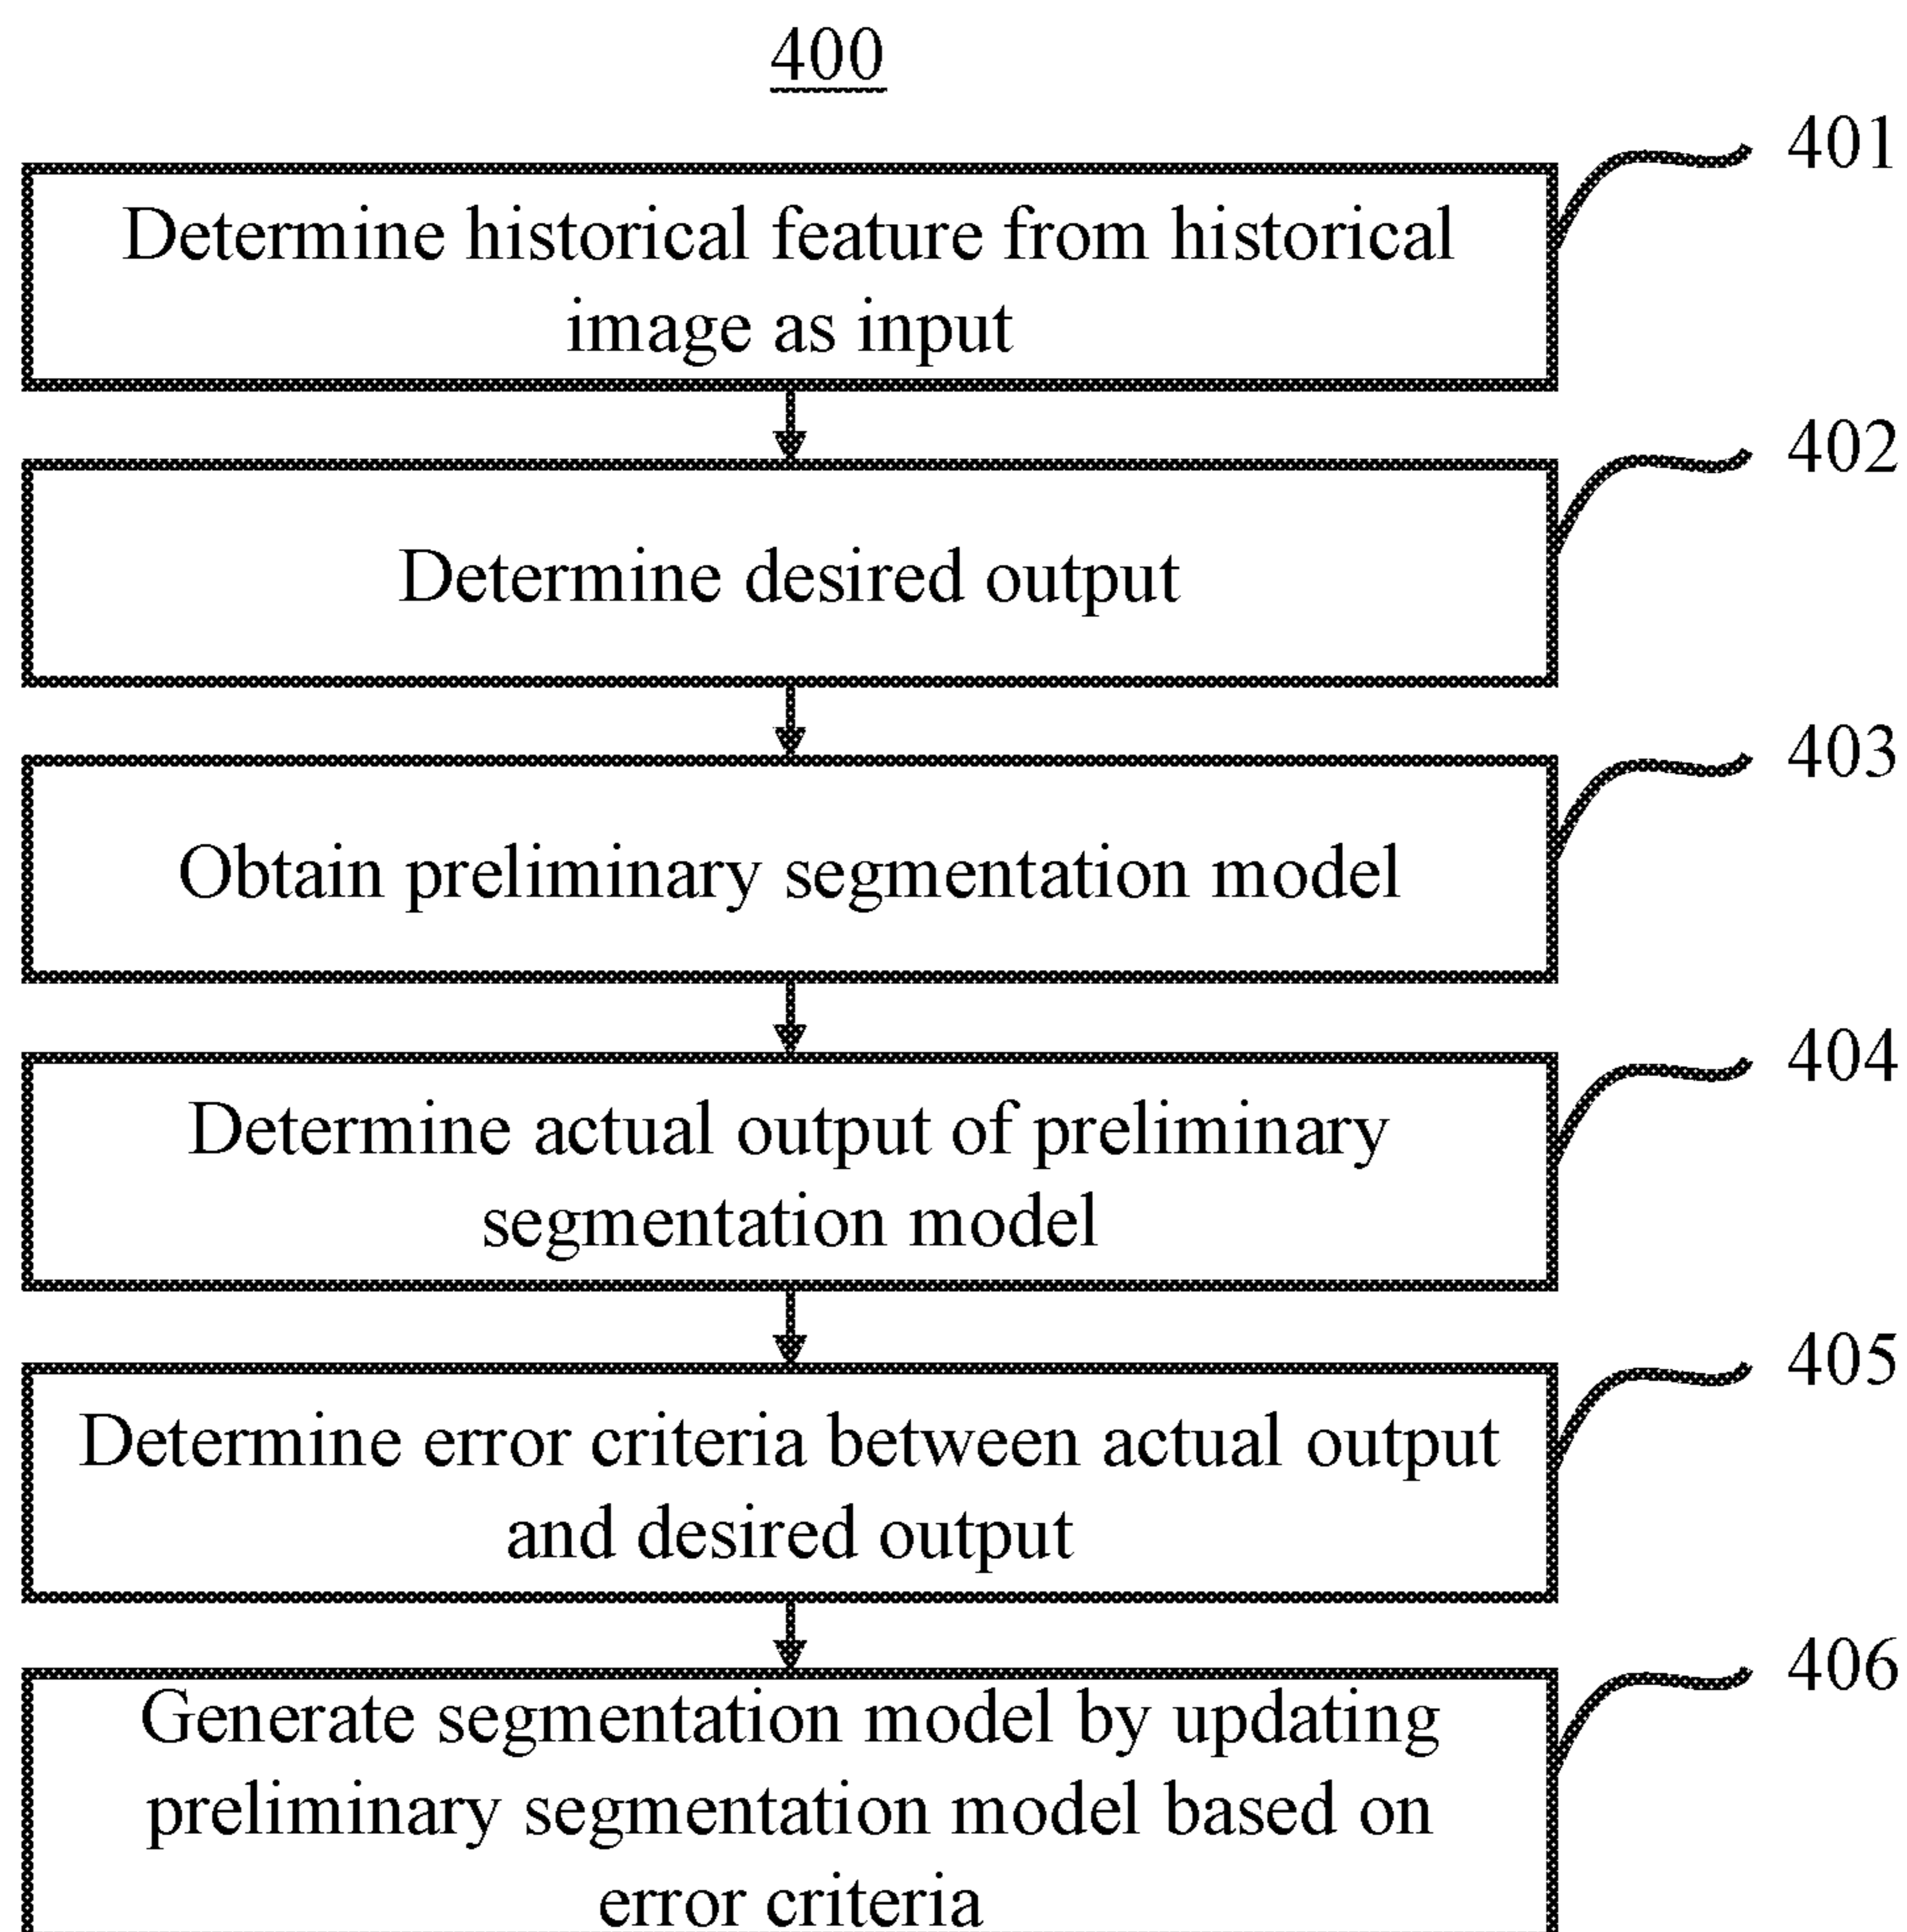 400
401
Determine historical feature from historical
image as input
402
Determine desired output
403
Obtain preliminary segmentation model
404
Determine actual output of preliminary
segmentation model
405
Determine error criteria between actual output
and desired output
406
Generate segmentation model by updating
preliminary segmentation model based on
error criteria